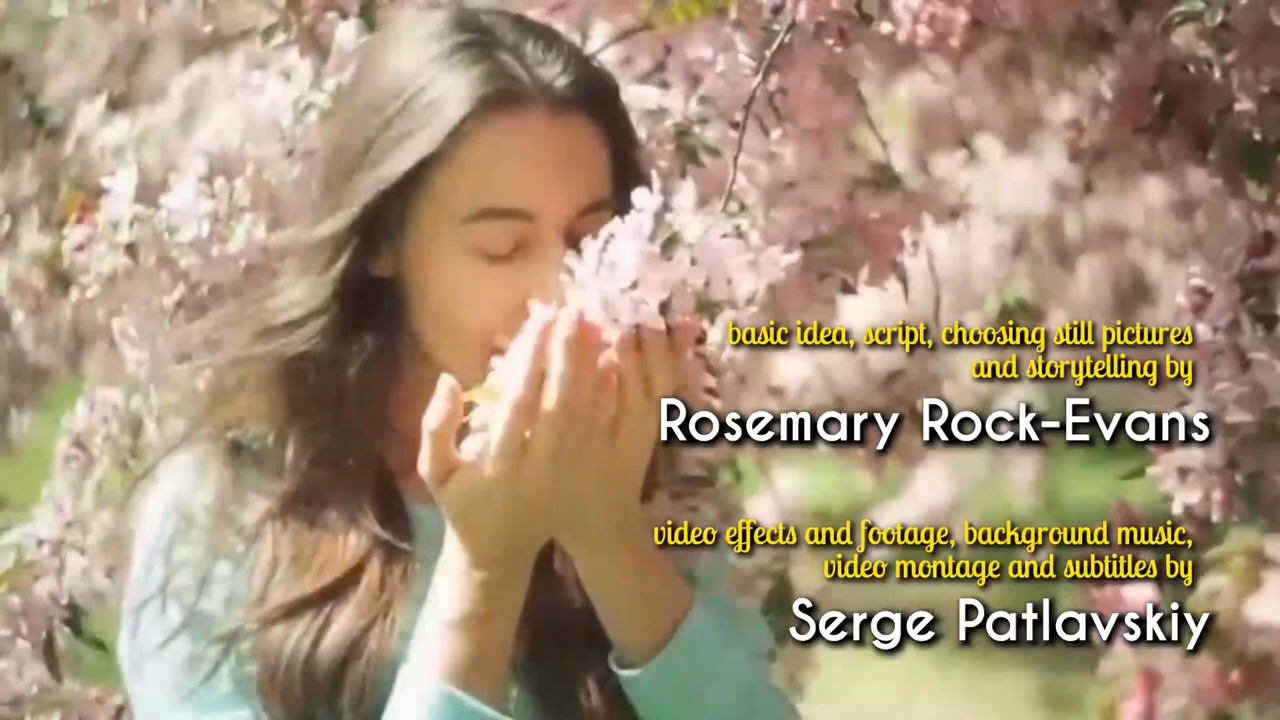 basic idea, script, choosing still pictures
and storytelling by
Rosemary Rock-Evans
video effects and footage, background music,
video montage and subtitles by
Serge Patlavskiy